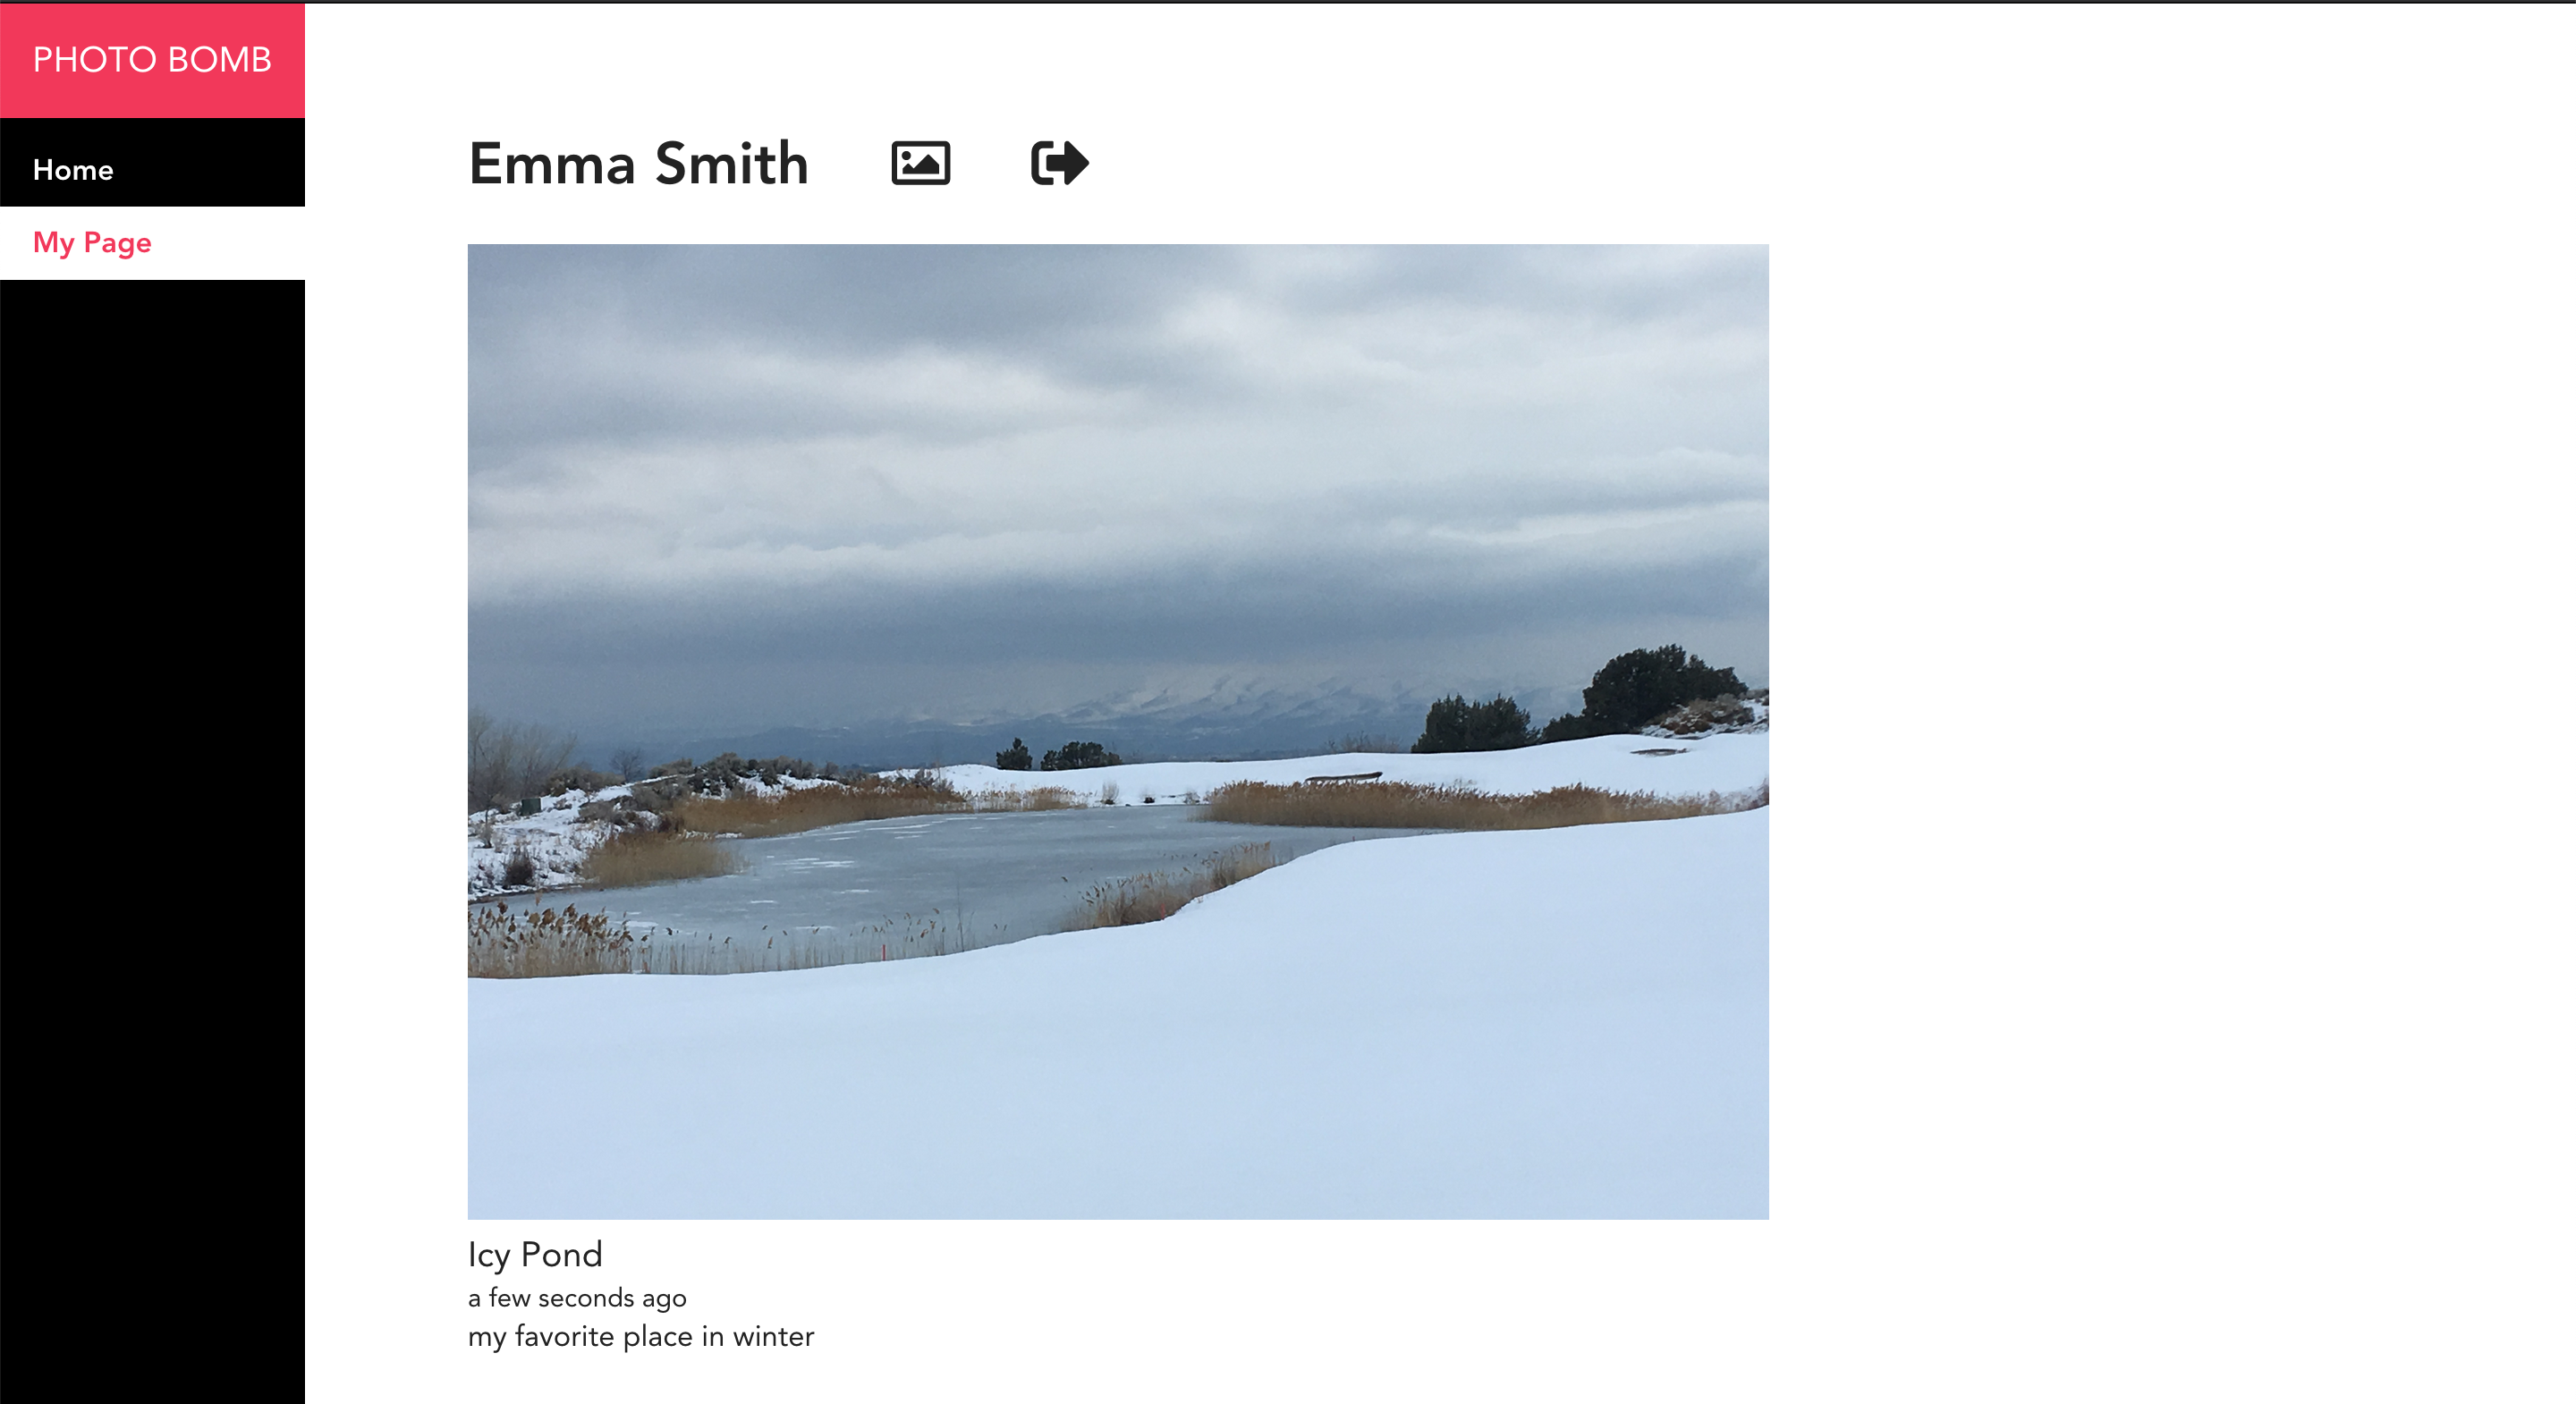 PHOTO BOMB
Home
My Page
Emma Smith
Icy Pond
a few seconds ago
my favorite place in winter